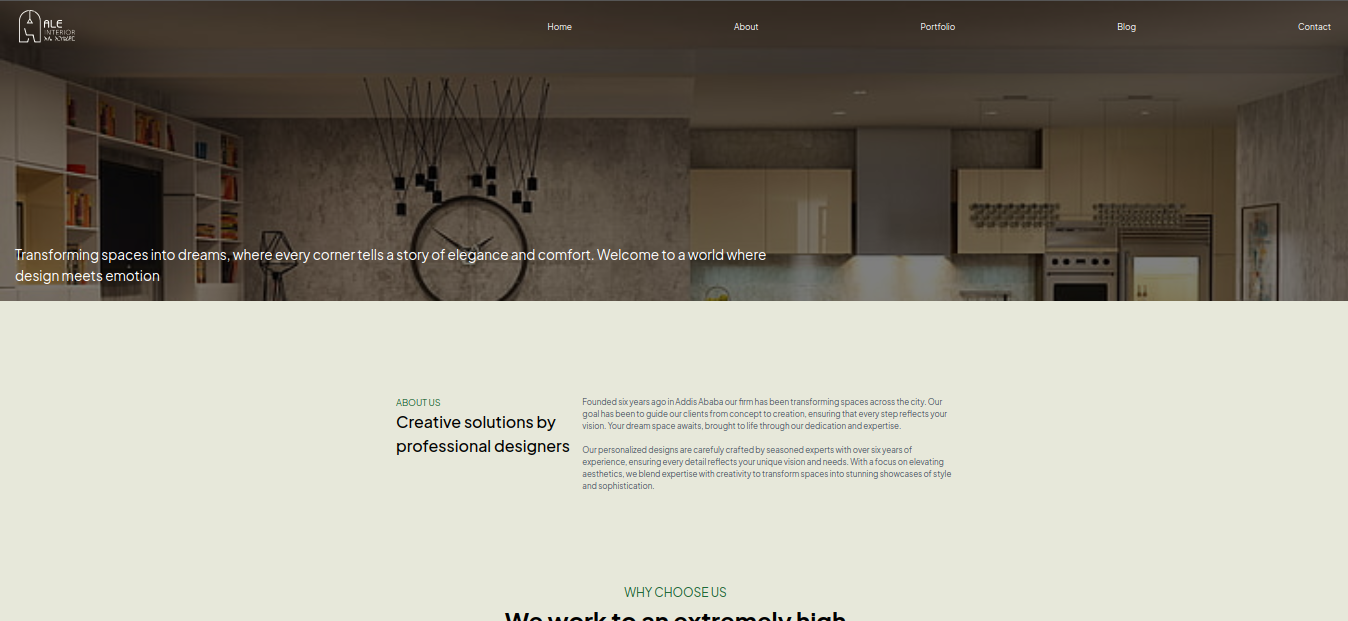 ALE
INTERIOR
Home
About
Portfolio
Blog
Contact
Transforming spaces into dreams, where every corner tells a story of elegance and comfort. Welcome to a world where
design meets emotion
ABOUT US
Creative solutions by
professional designers
Founded six years ago in Addis Ababa our firm has been transforming spaces across the city. Our
goal has been to guide our clients from concept to creation, ensuring that every step reflects your
vision. Your dream space awaits, brought to life through our dedication and expertise.
Our personalized designs are carefuly crafted by seasoned experts with over six years of
experience, ensuring every detail reflects your unique vision and needs. With a focus on elevating
aesthetics, we blend expertise with creativity to transform spaces into stunning showcases of style
and sophistication.
WHY CHOOSE US
We work to an extremely high